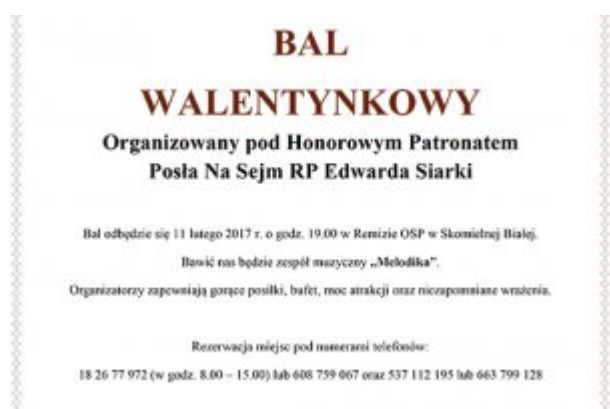 BAL
WALENTYNKOWY
Organizowany pod Honorowym Patronatem
Posła Na Sejm RP Edwarda Siarki
Bal odbędzie się 11 lutego 2017 r. o godz. 19.00 w Remizie OSP w Skomielnej Białej.
Bawić nas będzie zespół muzyczny „Melodika”.
Organizatorzy zapewniają gorące posiłki, bufet, moc atrakcji oraz niezapomniane wrażenia.
Rezerwacja miejsc pod numerami telefonów:
18 26 77 972 (w godz. 8.00 – 15.00) lub 608 759 067 oraz 537 112 195 lub 663 799 128